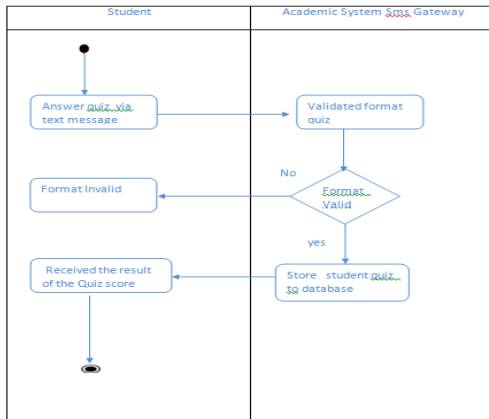 Student
Academic System Sms Gateway
Answer quiz via
text message
Validated format
quiz
No
Format Invalid
Format
Valid
yes
Received the result
of the Quiz score
Store student quiz
to database